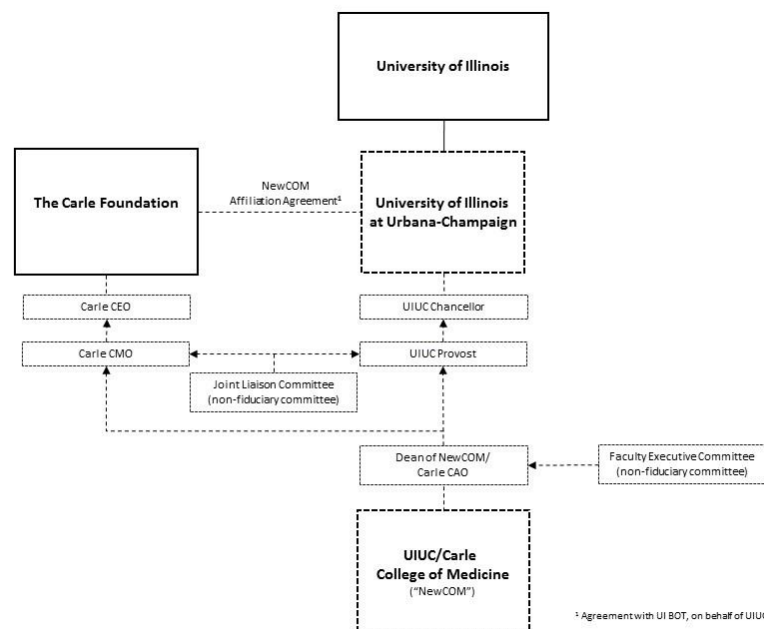 University of Illinois
The Carle Foundation
NewCOM
Affiliation Agreement¹
University of Illinois
at Urbana-Champaign
Carle CEO
UIUC Chancellor
Carle CMO
UIUC Provost
Joint Liaison Committee
(non-fiduciary committee)
Dean of NewCOM/
Carle CAO
Faculty Executive Committee
(non-fiduciary committee)
UIUC/Carle
College of Medicine
("NewCOM")
¹ Agreement with UI BOT, on behalf of UIUC